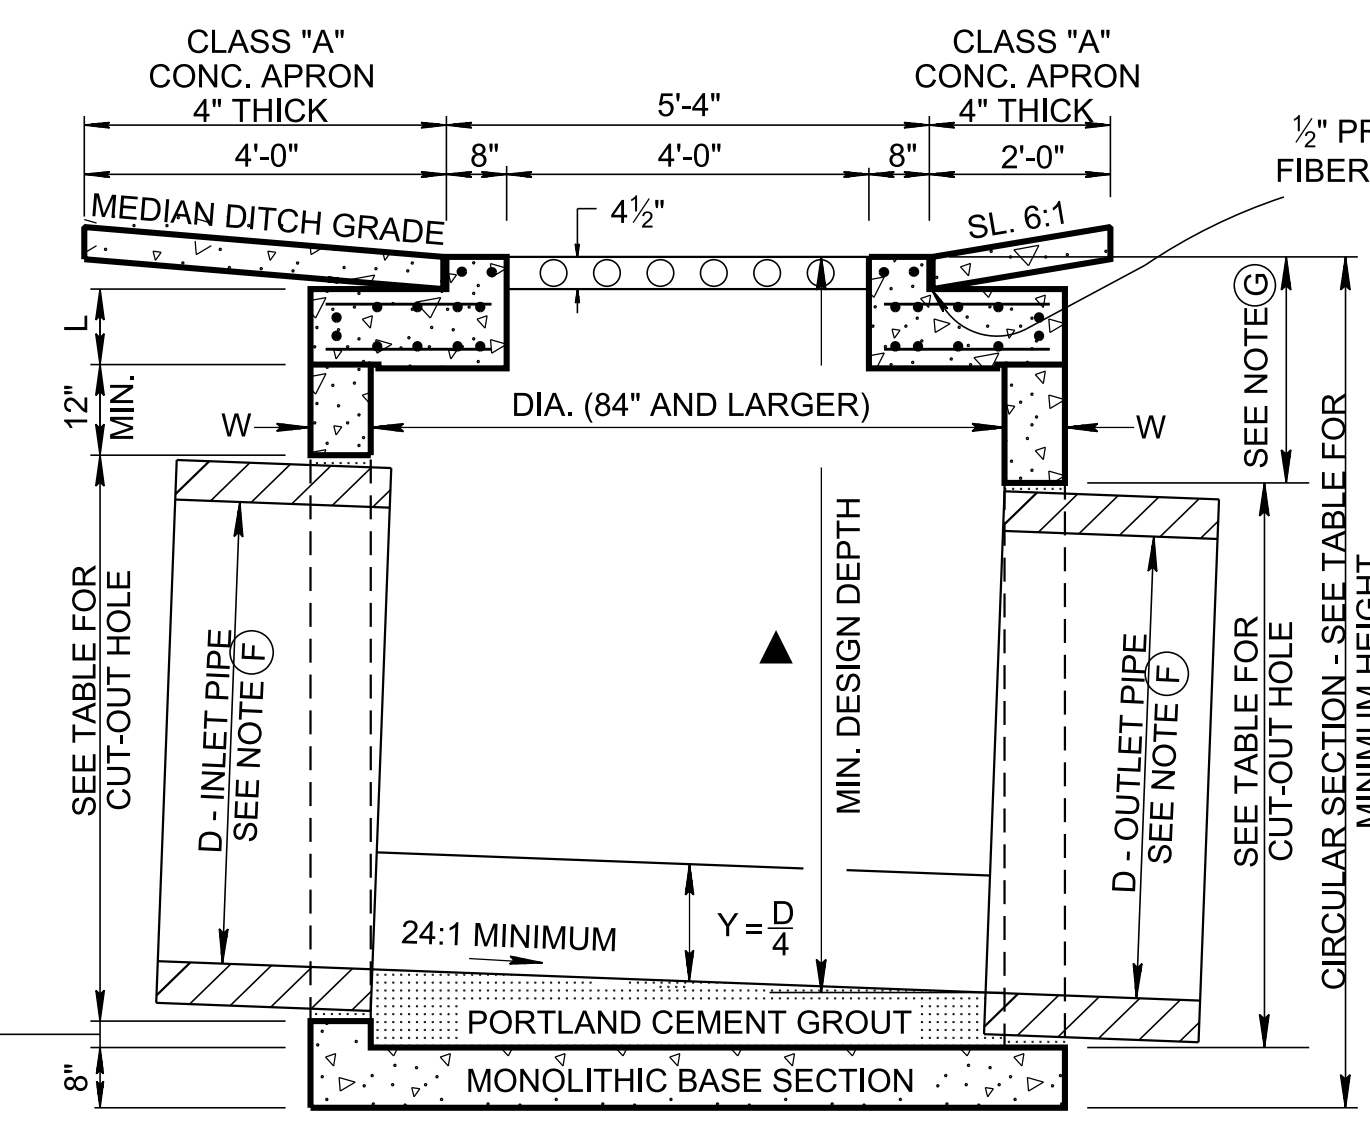 CLASS "A"
CONC. APRON
4" THICK
CLASS "A"
CONC. APRON
4" THICK
5'-4"
4'-0"
8"
4'-0"
8"
2'-0"
½" PR
FIBER
MEDIAN DITCH GRADE
4½"
SL. 6:1
L
12"
MIN.
W
DIA. (84" AND LARGER)
W
SEE NOTE G
SEE TABLE FOR
CUT-OUT HOLE
D - INLET PIPE
SEE NOTE F
MIN. DESIGN DEPTH
D - OUTLET PIPE
SEE NOTE F
SEE TABLE FOR
CUT-OUT HOLE
CIRCULAR SECTION - SEE TABLE FOR
MINIMUM HEIGHT
24:1 MINIMUM
Y = D/4
PORTLAND CEMENT GROUT
8"
MONOLITHIC BASE SECTION